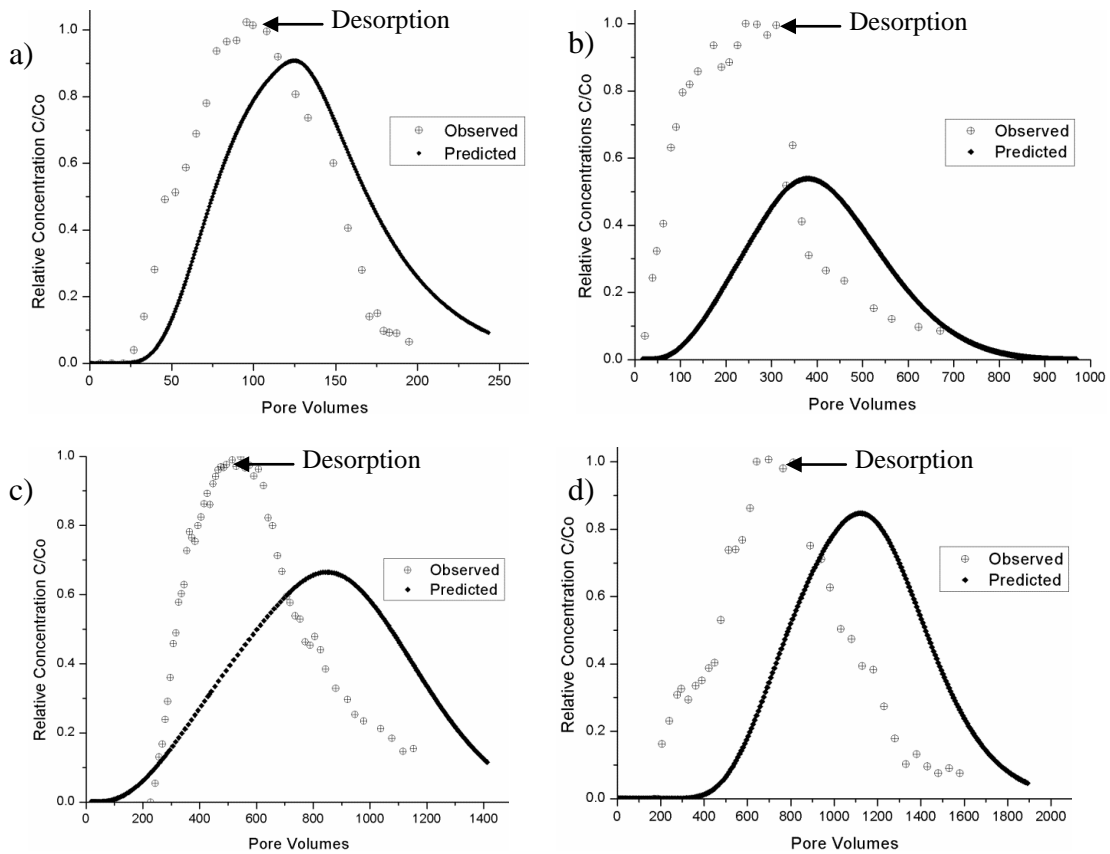 a)
Desorption
Observed
Predicted
Relative Concentration C/Co
1.0
0.8
0.6
0.4
0.2
0.0
0 50 100 150 200 250
Pore Volumes
b)
Desorption
Observed
Predicted
Relative Concentrations C/Co
1.0
0.8
0.6
0.4
0.2
0.0
0 100 200 300 400 500 600 700 800 900 1000
Pore Volumes
c)
Desorption
Observed
Predicted
Relative Concentration C/Co
1.0
0.8
0.6
0.4
0.2
0.0
0 200 400 600 800 1000 1200 1400
Pore Volumes
d)
Desorption
Observed
Predicted
Relative Concentration C/Co
1.0
0.8
0.6
0.4
0.2
0.0
0 200 400 600 800 1000 1200 1400 1600 1800 2000
Pore Volumes